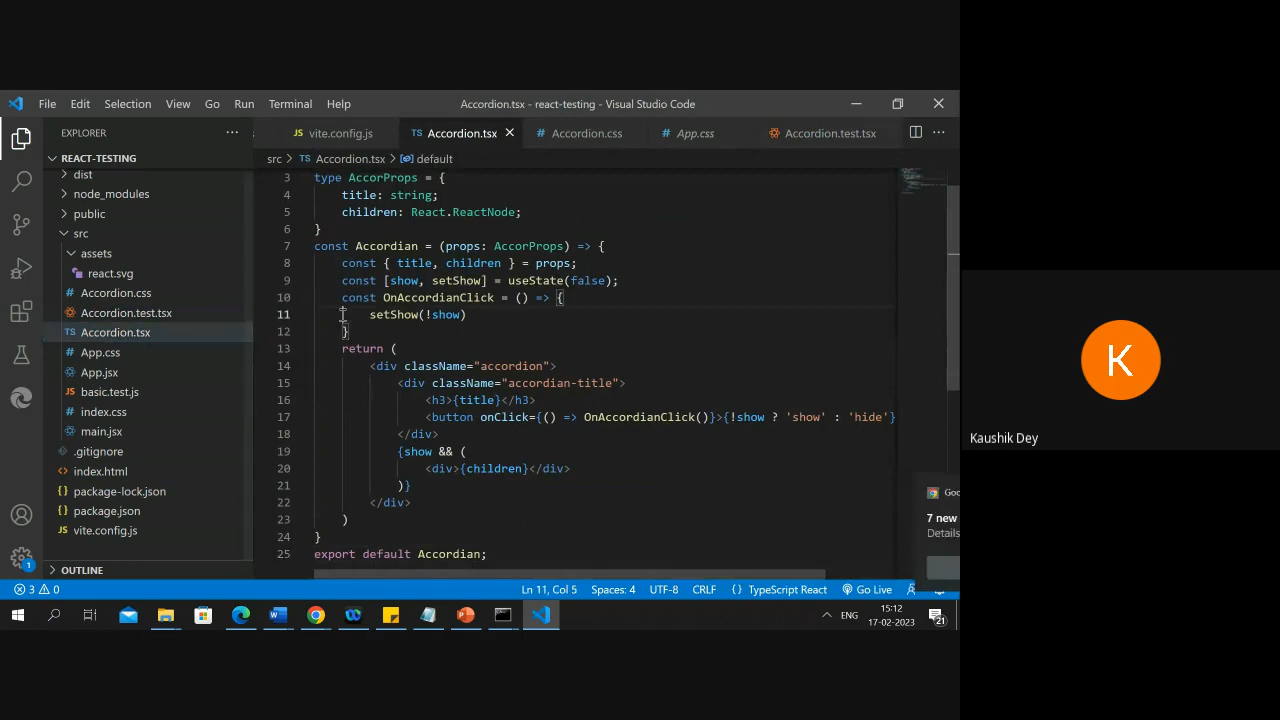 File Edit Selection View Go Run Terminal Help
Accordion.tsx - react-testing - Visual Studio Code
EXPLORER
vite.config.js
TS Accordion.tsx
# Accordion.css
# App.css
Accordion.test.tsx
REACT-TESTING
src > TS Accordion.tsx > default
dist
node_modules
public
src
assets
react.svg
# Accordion.css
Accordion.test.tsx
TS Accordion.tsx
# App.css
App.jsx
JS basic.test.js
# index.css
main.jsx
.gitignore
<> index.html
{} package-lock.json
{} package.json
JS vite.config.js
OUTLINE
3 type AccorProps = {
4 title: string;
5 children: React.ReactNode;
6 }
7 const Accordian = (props: AccorProps) => {
8 const { title, children } = props;
9 const [show, setShow] = useState(false);
10 const OnAccordianClick = () => {
11 setShow(!show)
12 }
13 return (
14 <div className="accordion">
15 <div className="accordian-title">
16 <h3>{title}</h3>
17 <button onClick={() => OnAccordianClick()}>{!show ? 'show' : 'hide'}
18 </div>
19 {show && (
20 <div>{children}</div>
21 )}
22 </div>
23 )
24 }
25 export default Accordian;
Goo
7 new
Details
3 0
Ln 11, Col 5 Spaces: 4 UTF-8 CRLF {} TypeScript React Go Live
1
ENG
15:12
17-02-2023
21
K
Kaushik Dey